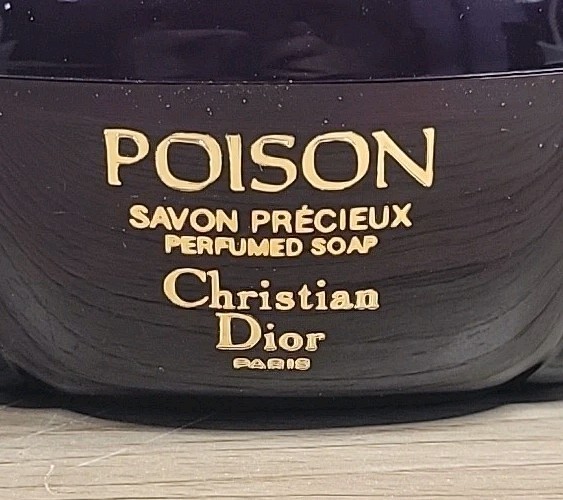 POISON
SAVON PRÉCIEUX
PERFUMED SOAP
Christian
Dior
PARIS